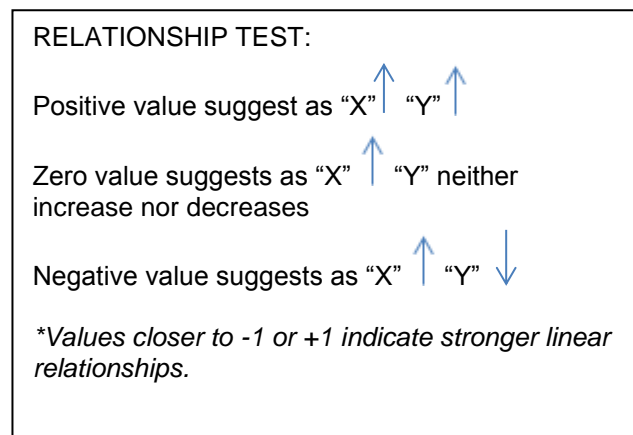 RELATIONSHIP TEST:
Positive value suggest as “X” “Y”
Zero value suggests as “X” “Y” neither
increase nor decreases
Negative value suggests as “X” “Y”
*Values closer to -1 or +1 indicate stronger linear
relationships.